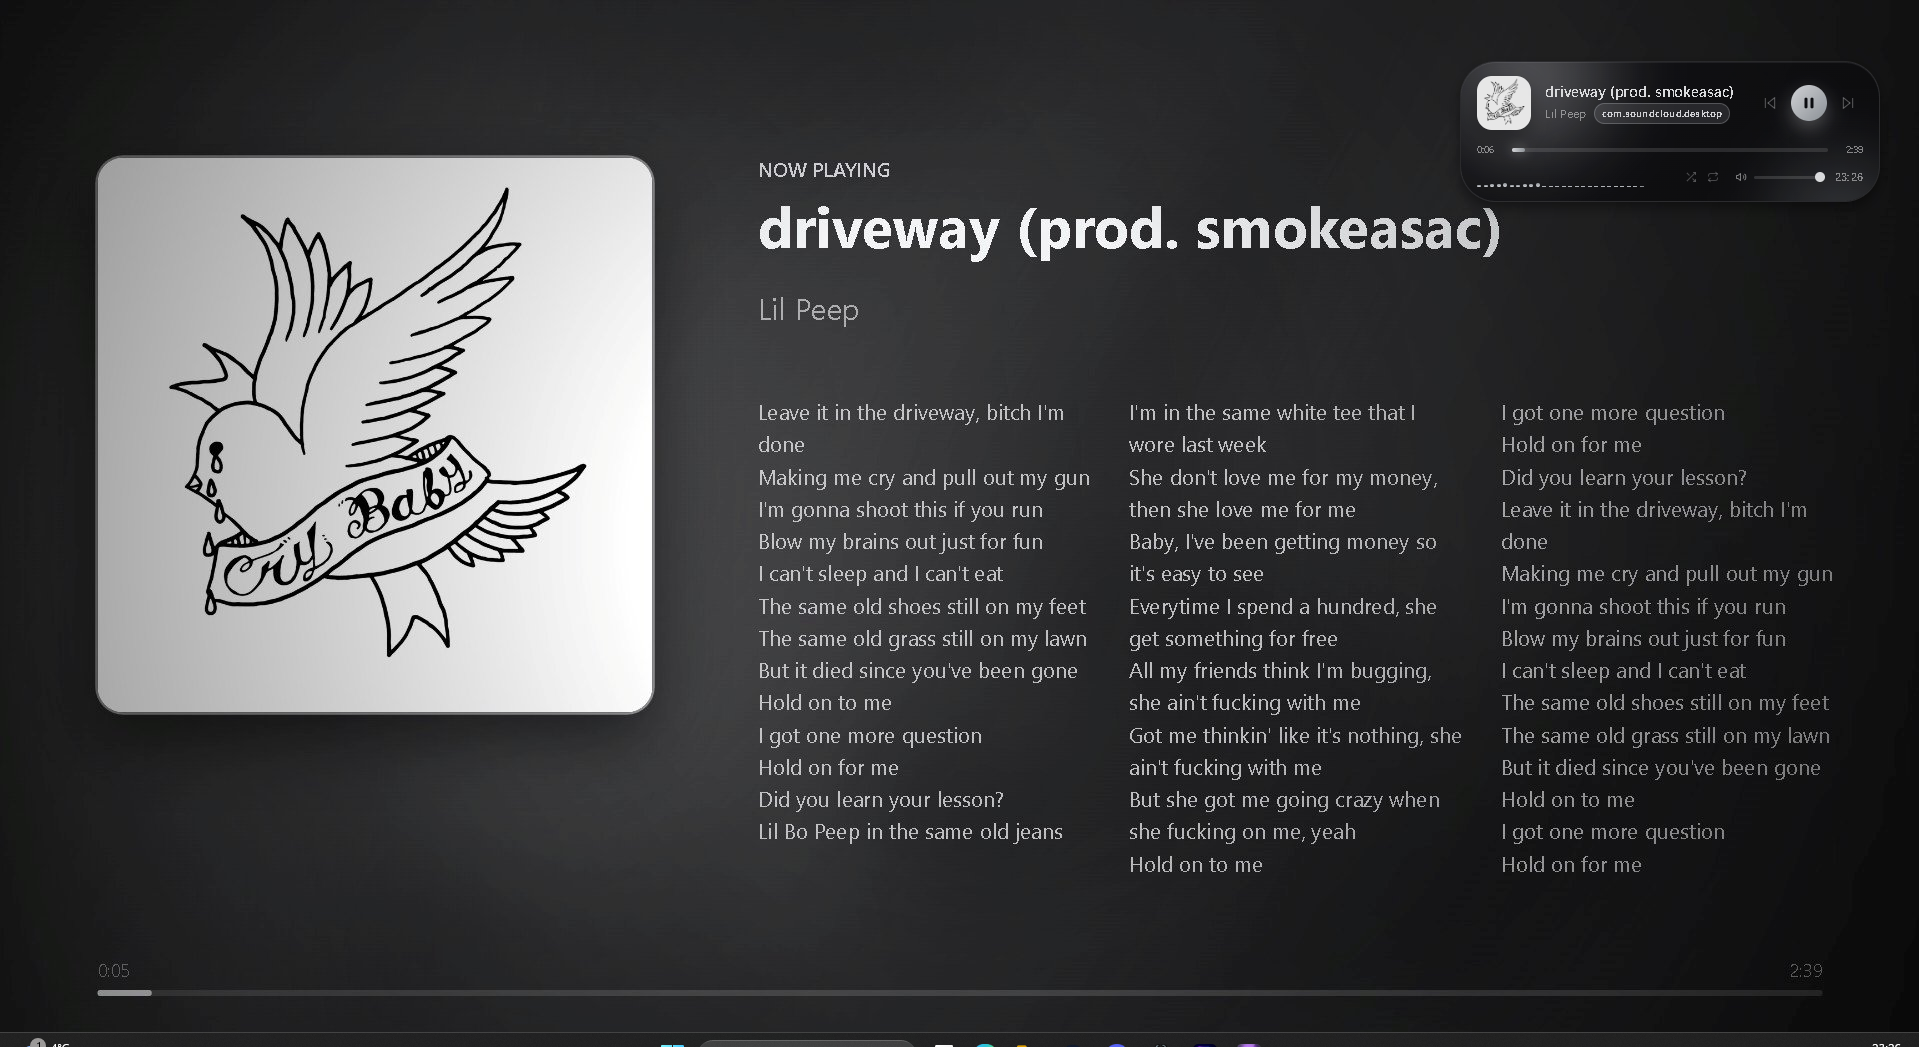 driveway (prod. smokeasac)
Lil Peep com.soundcloud.desktop
0:06 2:39
23:26
NOW PLAYING
driveway (prod. smokeasac)
Lil Peep
Cry Baby
Leave it in the driveway, bitch I'm
done
Making me cry and pull out my gun
I'm gonna shoot this if you run
Blow my brains out just for fun
I can't sleep and I can't eat
The same old shoes still on my feet
The same old grass still on my lawn
But it died since you've been gone
Hold on to me
I got one more question
Hold on for me
Did you learn your lesson?
Lil Bo Peep in the same old jeans
I'm in the same white tee that I
wore last week
She don't love me for my money,
then she love me for me
Baby, I've been getting money so
it's easy to see
Everytime I spend a hundred, she
get something for free
All my friends think I'm bugging,
she ain't fucking with me
Got me thinkin' like it's nothing, she
ain't fucking with me
But she got me going crazy when
she fucking on me, yeah
Hold on to me
I got one more question
Hold on for me
Did you learn your lesson?
Leave it in the driveway, bitch I'm
done
Making me cry and pull out my gun
I'm gonna shoot this if you run
Blow my brains out just for fun
I can't sleep and I can't eat
The same old shoes still on my feet
The same old grass still on my lawn
But it died since you've been gone
Hold on to me
I got one more question
Hold on for me
0:05 2:39